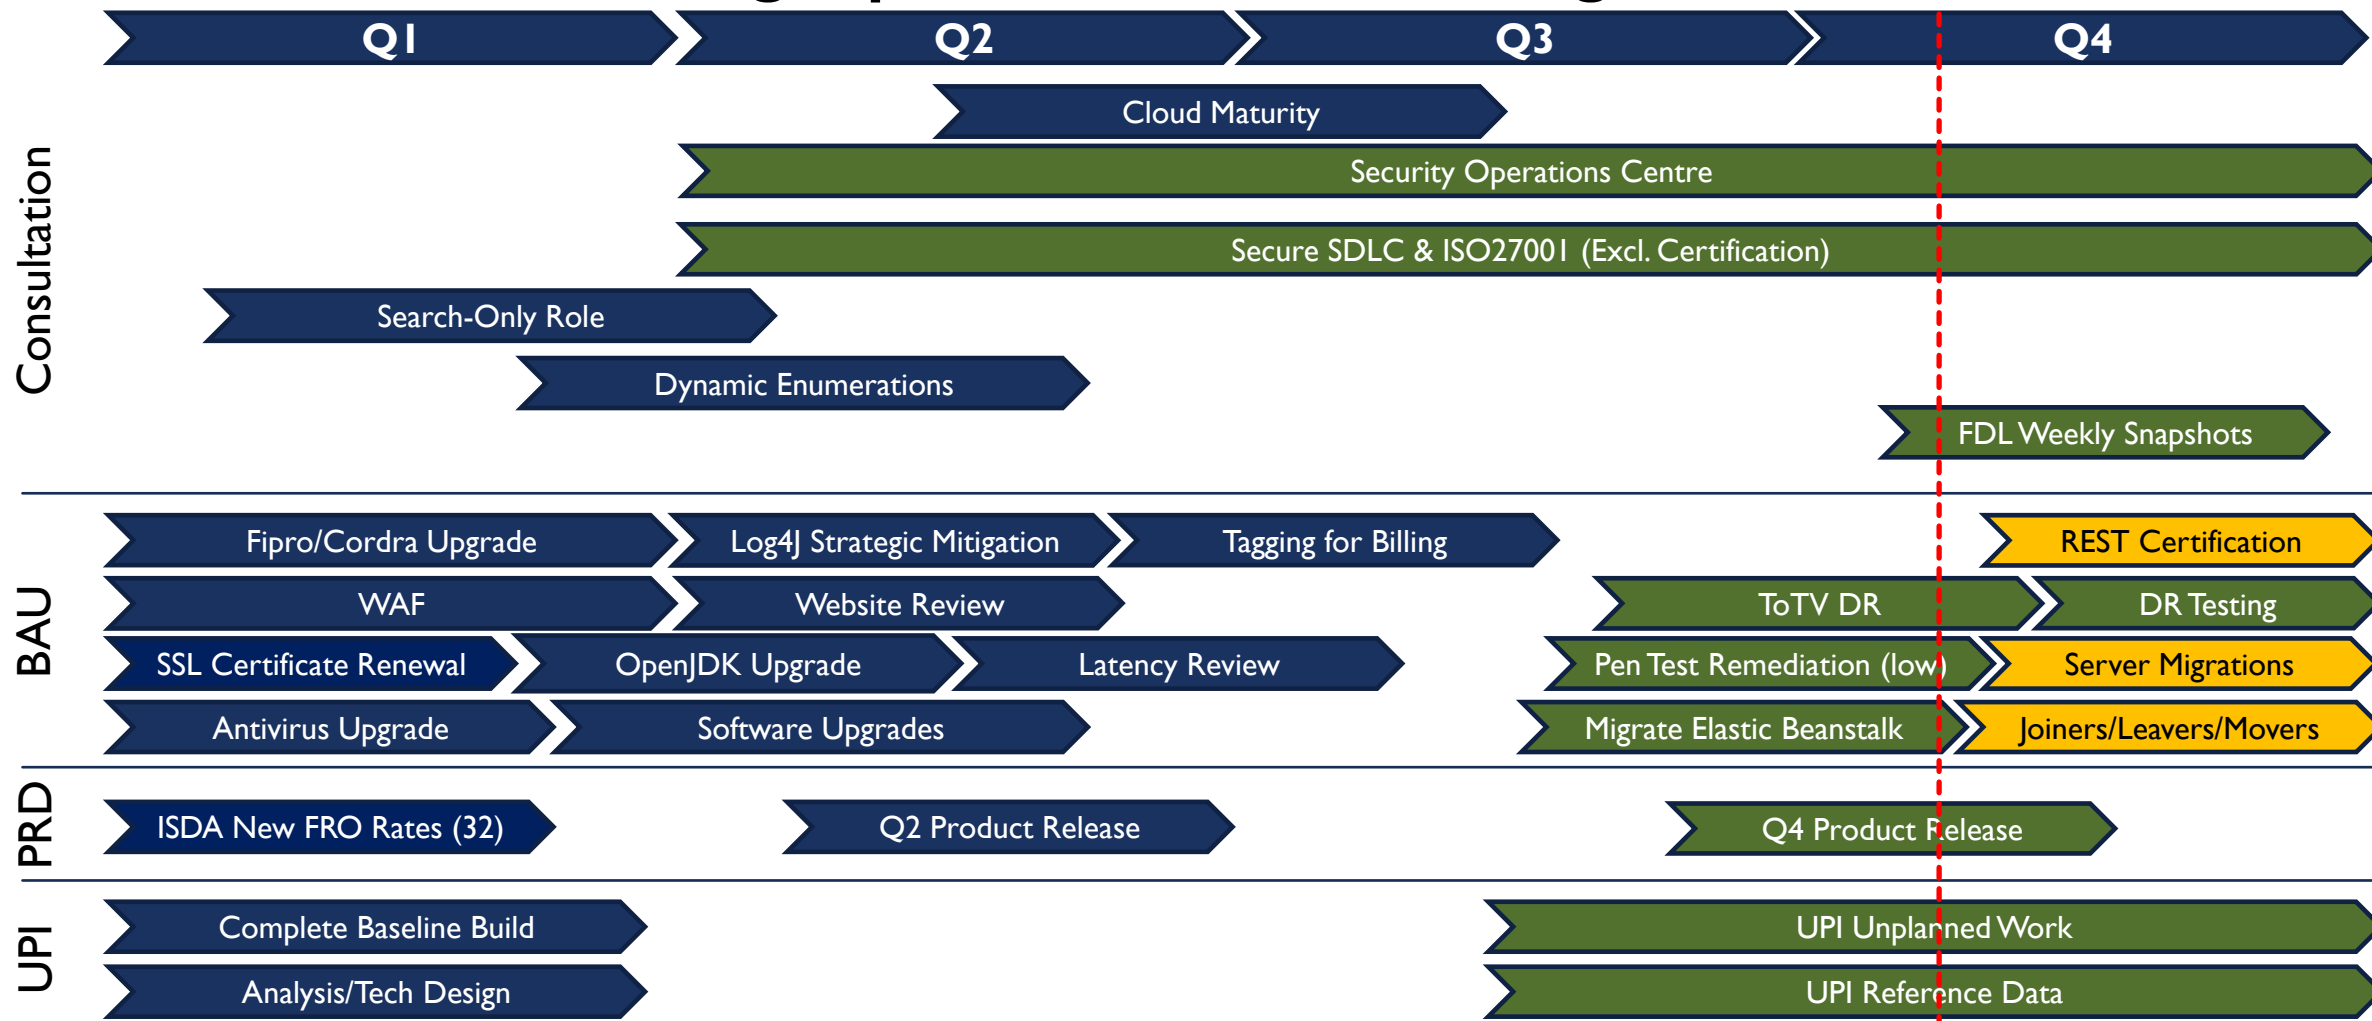 Q1 Q2 Q3 Q4
Cloud Maturity
Security Operations Centre
Secure SDLC & ISO27001 (Excl. Certification)
Search-Only Role
Dynamic Enumerations
FDL Weekly Snapshots
Consultation
Fipro/Cordra Upgrade Log4J Strategic Mitigation Tagging for Billing REST Certification
WAF Website Review ToTV DR DR Testing
SSL Certificate Renewal OpenJDK Upgrade Latency Review Pen Test Remediation (low) Server Migrations
Antivirus Upgrade Software Upgrades Migrate Elastic Beanstalk Joiners/Leavers/Movers
BAU
ISDA New FRO Rates (32) Q2 Product Release Q4 Product Release
PRD
Complete Baseline Build UPI Unplanned Work
Analysis/Tech Design UPI Reference Data
UPI